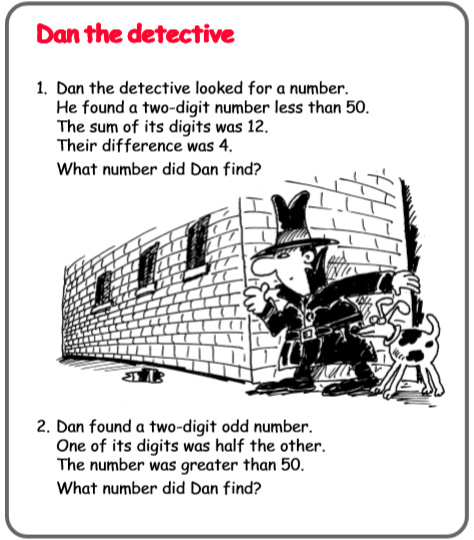 Dan the detective
1. Dan the detective looked for a number.
He found a two-digit number less than 50.
The sum of its digits was 12.
Their difference was 4.
What number did Dan find?
2. Dan found a two-digit odd number.
One of its digits was half the other.
The number was greater than 50.
What number did Dan find?